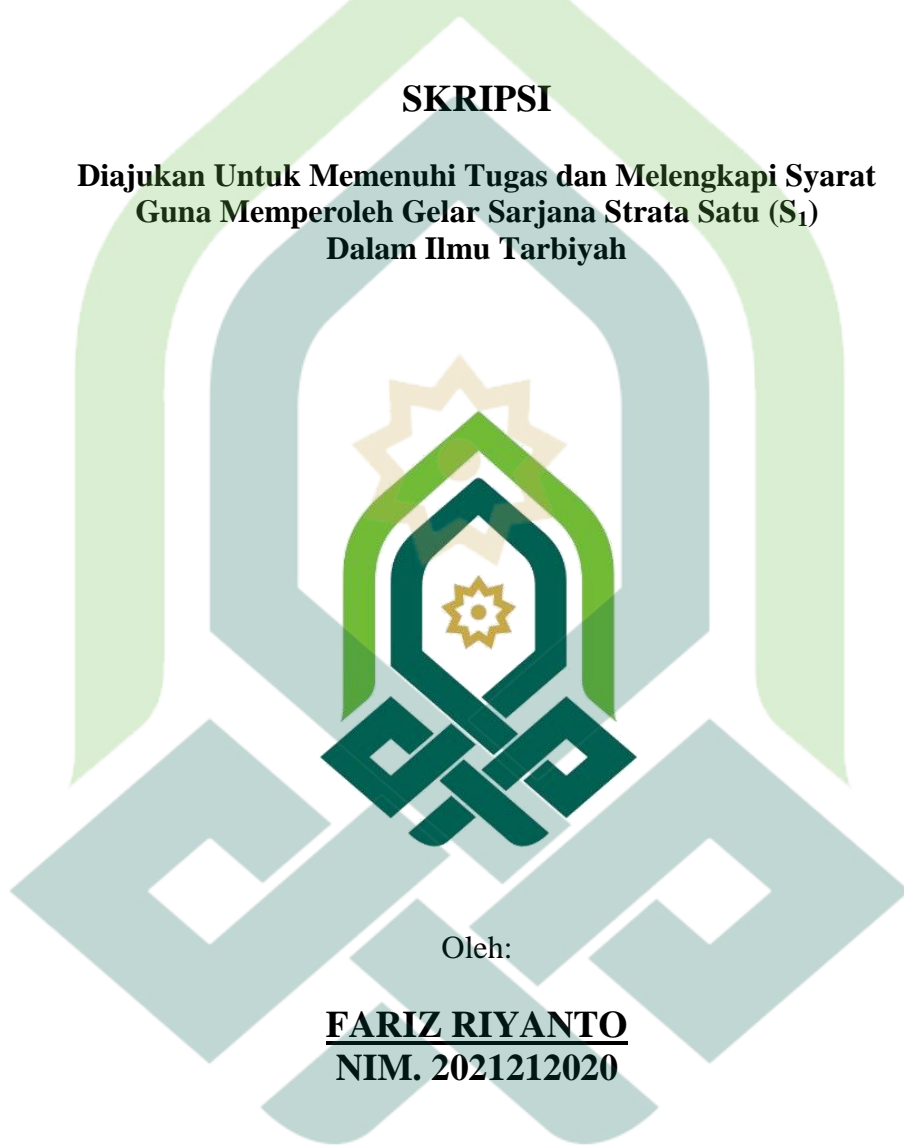 SKRIPSI
Diajukan Untuk Memenuhi Tugas dan Melengkapi Syarat
Guna Memperoleh Gelar Sarjana Strata Satu (S₁)
Dalam Ilmu Tarbiyah
Oleh:
FARIZ RIYANTO
NIM. 2021212020